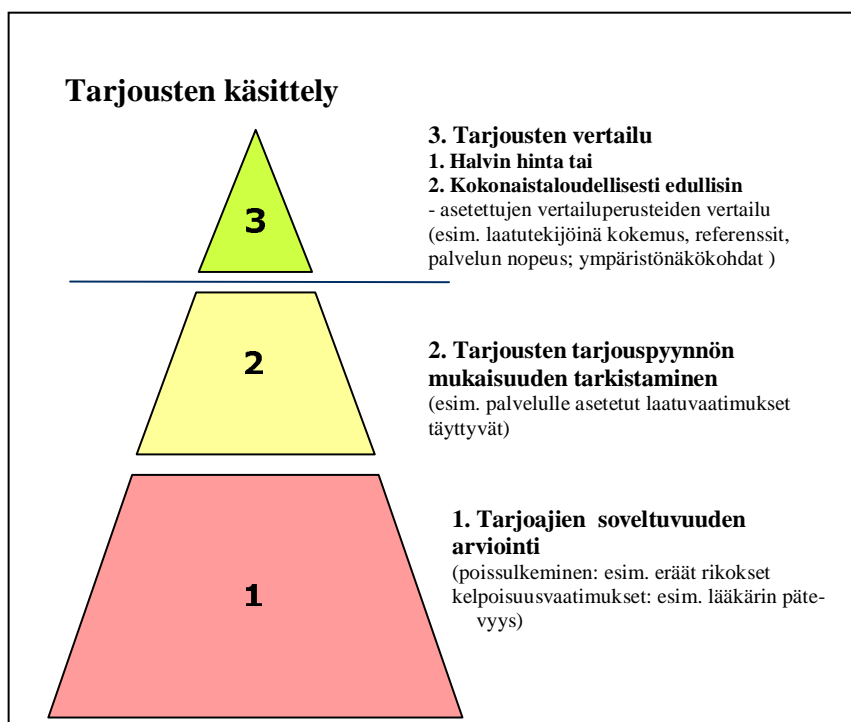 Tarjousten käsittely
3
3. Tarjousten vertailu
1. Halvin hinta tai
2. Kokonaistaloudellisesti edullisin
- asetettujen vertailuperusteiden vertailu
(esim. laatutekijöinä kokemus, referenssit,
palvelun nopeus; ympäristönäkökohdat )
2
2. Tarjousten tarjouspyynnön
mukaisuuden tarkistaminen
(esim. palvelulle asetetut laatuvaatimukset
täyttyvät)
1
1. Tarjoajien soveltuvuuden
arviointi
(poissulkeminen: esim. eräät rikokset
kelpoisuusvaatimukset: esim. lääkärin päte-
vyys)